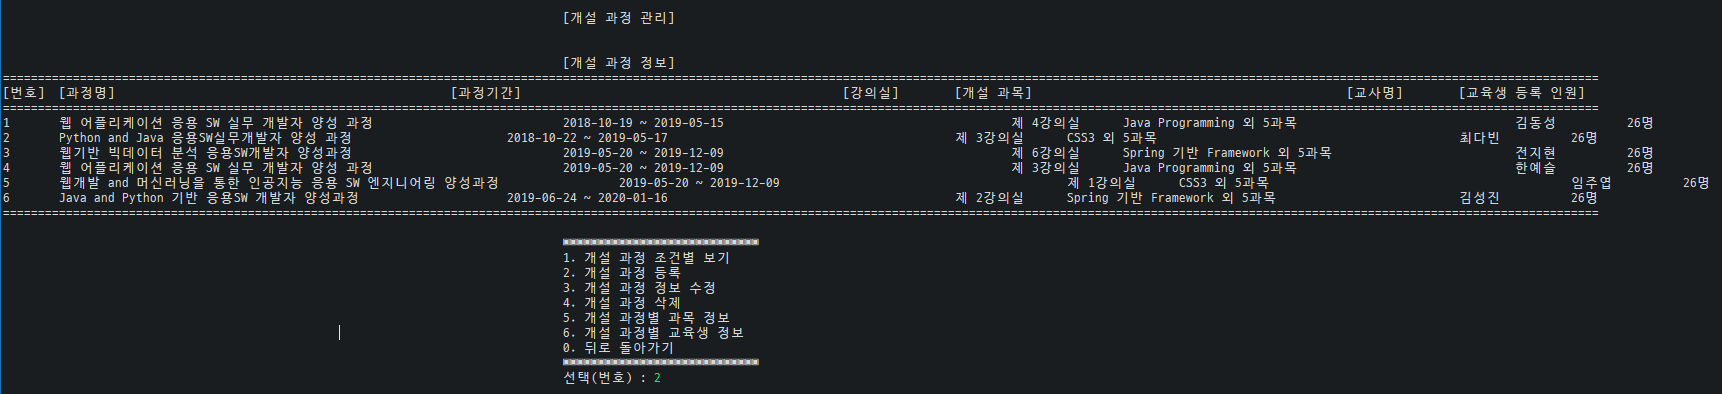 [개설 과정 관리]
[개설 과정 정보]
[번호] [과정명] [과정기간] [강의실] [개설 과목] [교사명] [교육생 등록 인원]
1 웹 어플리케이션 응용 SW 실무 개발자 양성 과정 2018-10-19 ~ 2019-05-15 제 4강의실 Java Programming 외 5과목 김동성 26명
2 Python and Java 응용SW실무개발자 양성 과정 2018-10-22 ~ 2019-05-17 제 3강의실 CSS3 외 5과목 최다빈 26명
3 웹기반 빅데이터 분석 응용SW개발자 양성과정 2019-05-20 ~ 2019-12-09 제 6강의실 Spring 기반 Framework 외 5과목 전지현 26명
4 웹 어플리케이션 응용 SW 실무 개발자 양성 과정 2019-05-20 ~ 2019-12-09 제 3강의실 Java Programming 외 5과목 한예슬 26명
5 웹개발 and 머신러닝을 통한 인공지능 응용 SW 엔지니어링 양성과정 2019-05-20 ~ 2019-12-09 제 1강의실 CSS3 외 5과목 임주엽 26명
6 Java and Python 기반 응용SW 개발자 양성과정 2019-06-24 ~ 2020-01-16 제 2강의실 Spring 기반 Framework 외 5과목 김성진 26명
1. 개설 과정 조건별 보기
2. 개설 과정 등록
3. 개설 과정 정보 수정
4. 개설 과정 삭제
5. 개설 과정별 과목 정보
6. 개설 과정별 교육생 정보
0. 뒤로 돌아가기
선택(번호) : 2